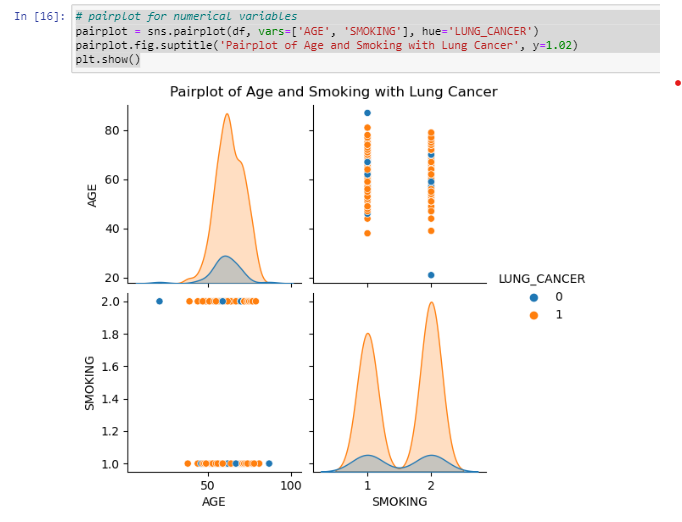 In [16]: # pairplot for numerical variables
pairplot = sns.pairplot(df, vars=['AGE', 'SMOKING'], hue='LUNG_CANCER')
pairplot.fig.suptitle('Pairplot of Age and Smoking with Lung Cancer', y=1.02)
plt.show()
Pairplot of Age and Smoking with Lung Cancer
80
60
40
20
AGE
LUNG_CANCER
0
1
2.0
1.8
1.6
1.4
1.2
1.0
SMOKING
50 100
1 2
AGE SMOKING